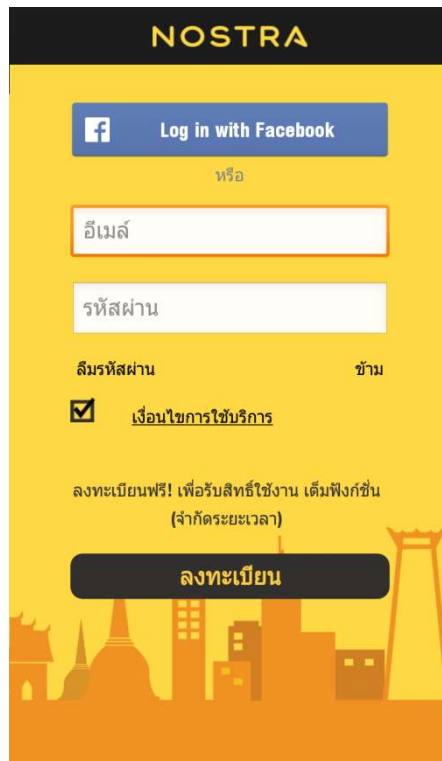 NOSTRA
Log in with Facebook
หรือ
อีเมล์
รหัสผ่าน
ลืมรหัสผ่าน ข้าม
เงื่อนไขการใช้บริการ
ลงทะเบียนฟรี! เพื่อรับสิทธิ์ใช้งาน เต็มฟังก์ชั่น
(จำกัดระยะเวลา)
ลงทะเบียน